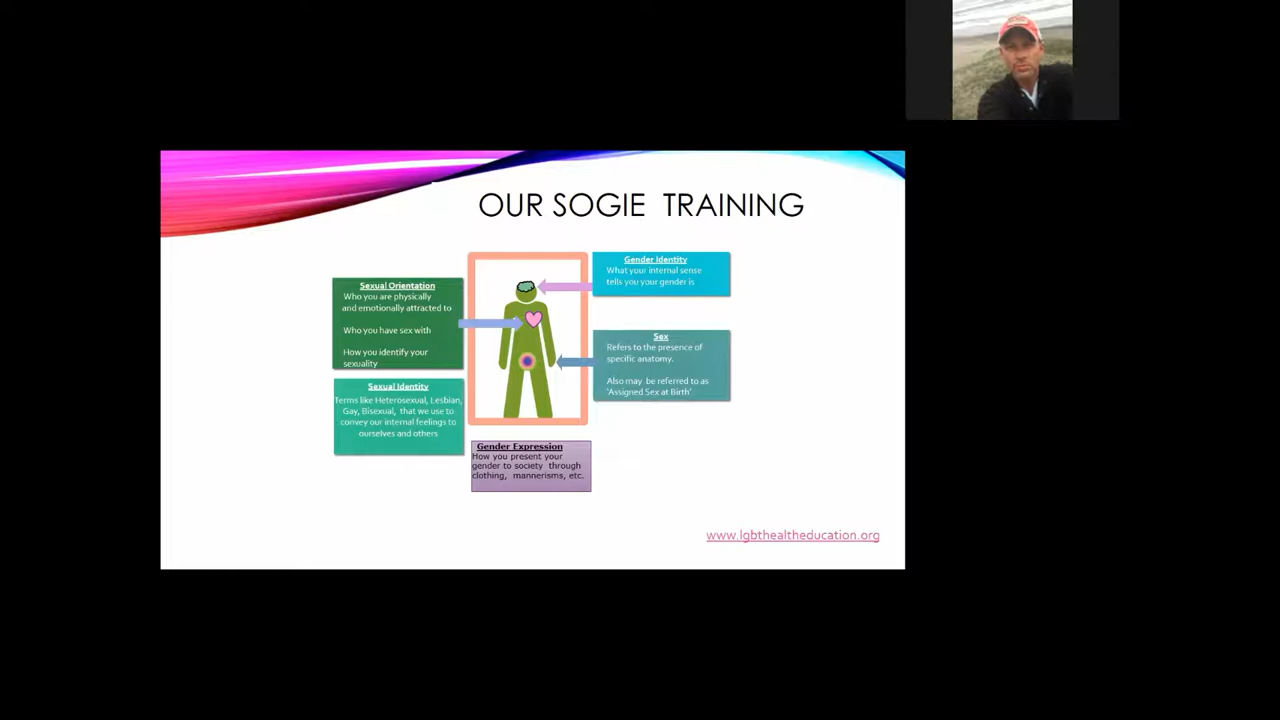 OUR SOGIE TRAINING
Sexual Orientation
Who you are physically
and emotionally attracted to
Who you have sex with
How you identify your
sexuality
Sexual Identity
Terms like Heterosexual, Lesbian,
Gay, Bisexual, that we use to
convey our internal feelings to
ourselves and others
Gender Identity
What your internal sense
tells you your gender is
Sex
Refers to the presence of
specific anatomy.
Also may be referred to as
'Assigned Sex at Birth'
Gender Expression
How you present your
gender to society through
clothing, mannerisms, etc.
www.lgbthealtheducation.org